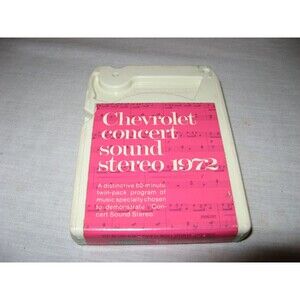 Chevrolet
concert
sound
stereo 1972
A distinctive 80-minute
twin-pack program of
music specially chosen
to demonstrate "Con-
cert Sound Stereo"